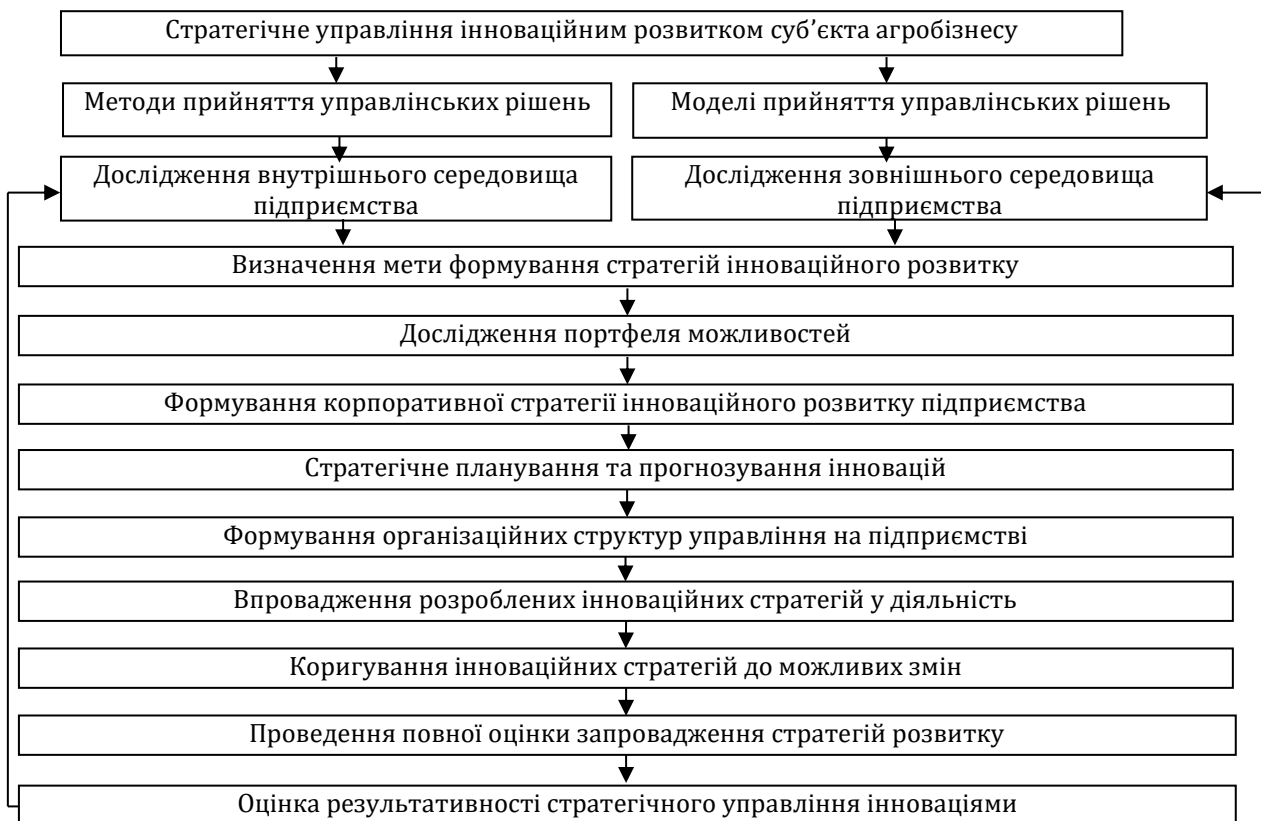 Стратегічне управління інноваційним розвитком суб’єкта агробізнесу
Методи прийняття управлінських рішень
Моделі прийняття управлінських рішень
Дослідження внутрішнього середовища
підприємства
Дослідження зовнішнього середовища
підприємства
Визначення мети формування стратегій інноваційного розвитку
Дослідження портфеля можливостей
Формування корпоративної стратегії інноваційного розвитку підприємства
Стратегічне планування та прогнозування інновацій
Формування організаційних структур управління на підприємстві
Впровадження розроблених інноваційних стратегій у діяльність
Коригування інноваційних стратегій до можливих змін
Проведення повної оцінки запровадження стратегій розвитку
Оцінка результативності стратегічного управління інноваціями